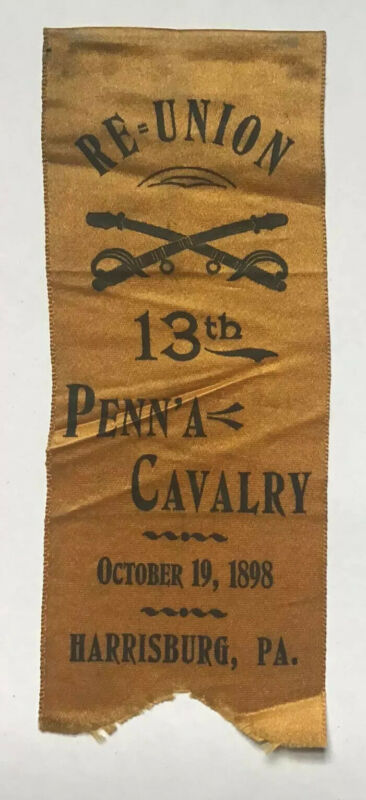 RE=UNION
13th
PENN'A
CAVALRY
OCTOBER 19, 1898
HARRISBURG, PA.